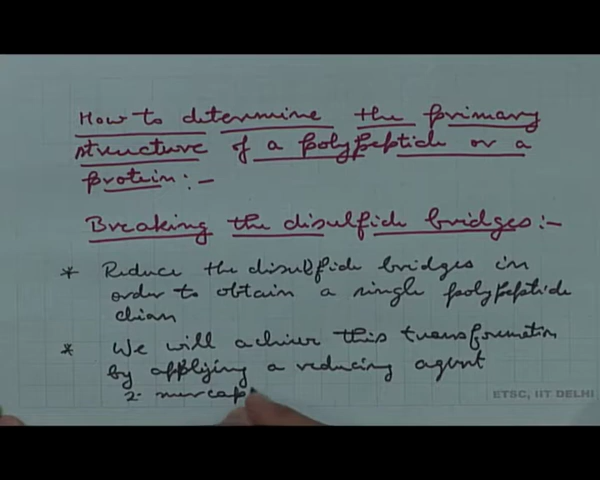 How to determine the primary
structure of a polypeptide or a
protein:-
Breaking the disulfide bridges:-
* Reduce the disulfide bridges in
order to obtain a single polypeptide
chian
* We will achieve this transformation
by applying a reducing agent
2-mercap
ETSC, IIT DELHI